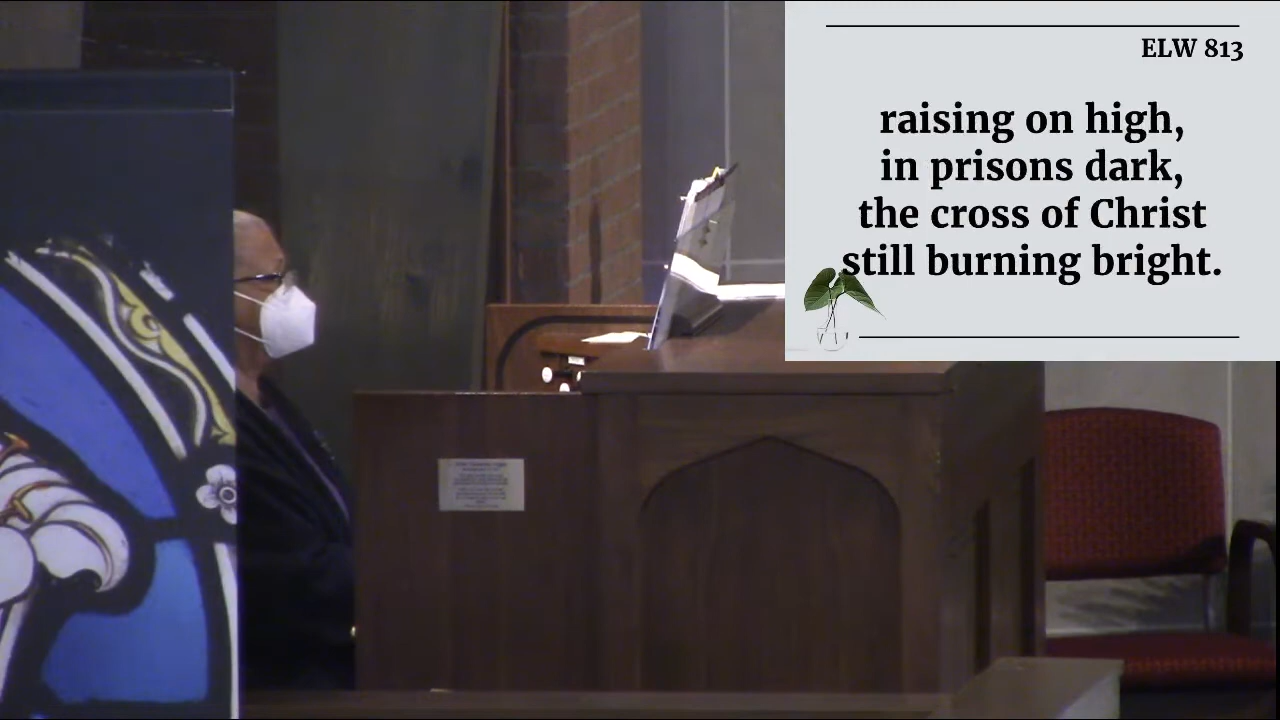 ELW 813
raising on high,
in prisons dark,
the cross of Christ
still burning bright.